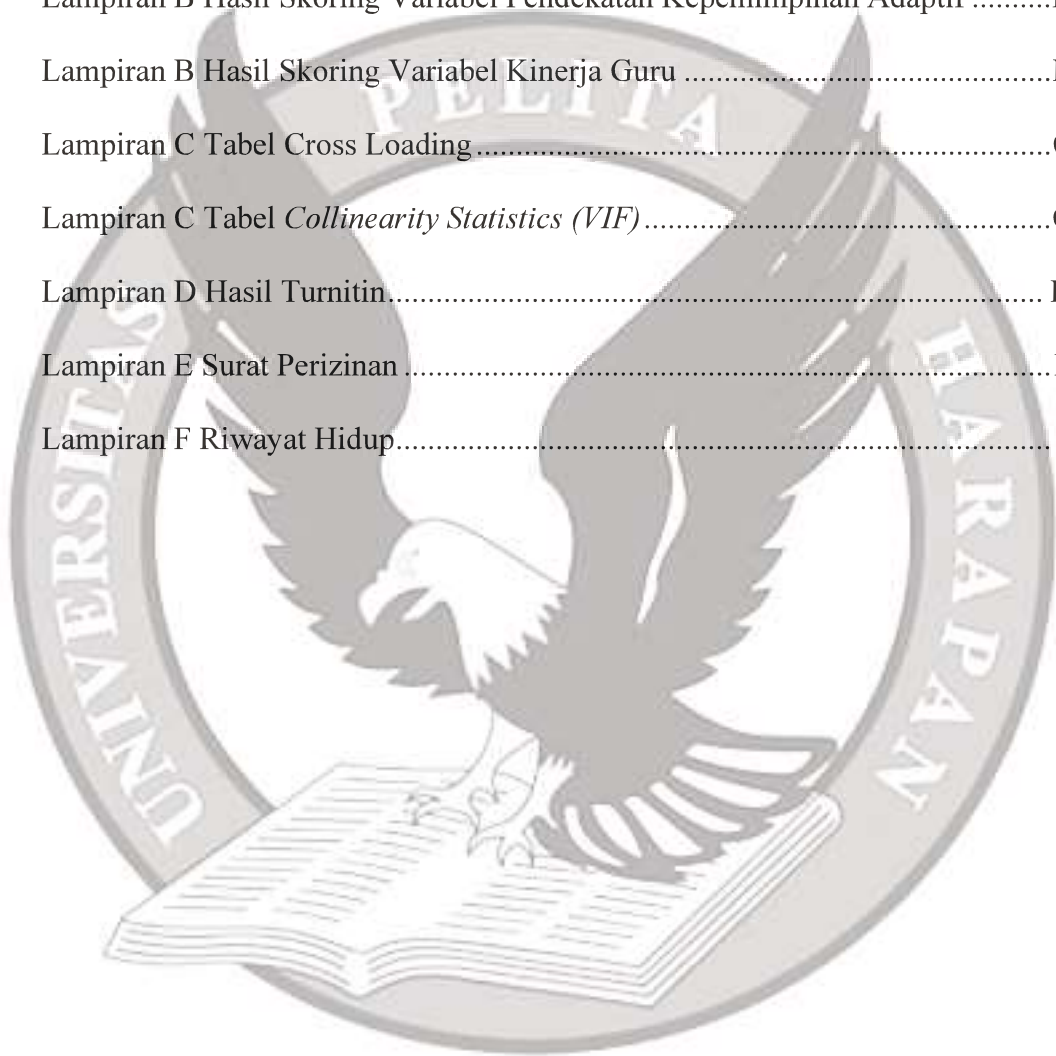 Lampiran B Hasil Skoring Variabel Pendekatan Kepemimpinan Adaptif ..........
Lampiran B Hasil Skoring Variabel Kinerja Guru ................................................
Lampiran C Tabel Cross Loading..........................................................................
Lampiran C Tabel Collinearity Statistics (VIF)....................................................
Lampiran D Hasil Turnitin....................................................................................
Lampiran E Surat Perizinan ..................................................................................
Lampiran F Riwayat Hidup...................................................................................
UNIVERSITAS PELITA HARAPAN